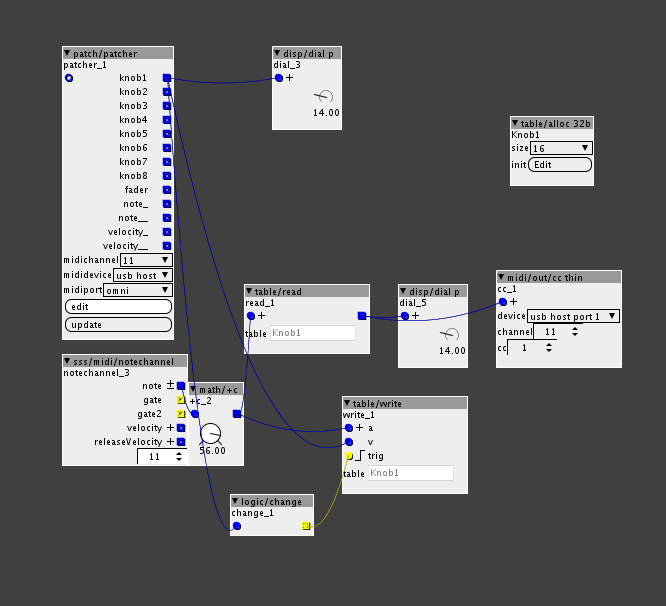 patch/patcher
patcher_1
knob1
knob2
knob3
knob4
knob5
knob6
knob7
knob8
fader
note_
note__
velocity_
velocity__
midichannel 11
mididevice usb host
midiport omni
edit
update
disp/dial p
dial_3
+
14.00
table/alloc 32b
Knob1
size 16
init Edit
table/read
read_1
+
table Knob1
disp/dial p
dial_5
+
14.00
midi/out/cc thin
cc_1
+
device usb host port 1
channel 11
cc 1
sss/midi/notechannel
notechannel_3
note ±
gate
gate2
velocity +
releaseVelocity +
11
math/+c
+c_2
56.00
table/write
write_1
+ a
v
trig
table Knob1
logic/change
change_1